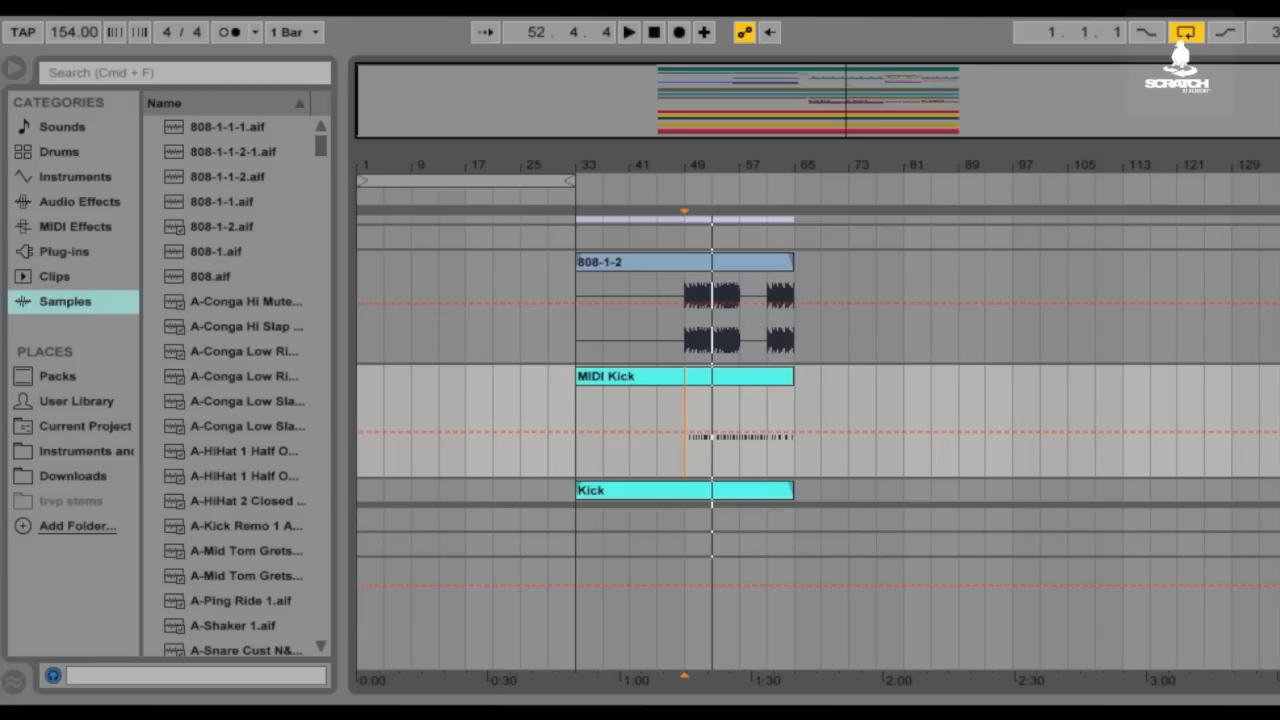 TAP 154.00 4 / 4 1 Bar 52. 4. 4 1. 1. 1 3
Search (Cmd + F)
SCRATCH
CATEGORIES
Name
Sounds
Drums
Instruments
Audio Effects
MIDI Effects
Plug-ins
Clips
Samples
PLACES
Packs
User Library
Current Project
Instruments and
Downloads
trvp stems
Add Folder...
808-1-1-1.aif
808-1-1-2-1.aif
808-1-1-2.aif
808-1-1.aif
808-1-2.aif
808-1.aif
808.aif
A-Conga Hi Mute...
A-Conga Hi Slap ...
A-Conga Low Ri...
A-Conga Low Ri...
A-Conga Low Sla...
A-Conga Low Sla...
A-HiHat 1 Half O...
A-HiHat 1 Half O...
A-HiHat 2 Closed ...
A-Kick Remo 1 A...
A-Mid Tom Grets...
A-Mid Tom Grets...
A-Ping Ride 1.aif
A-Shaker 1.aif
A-Snare Cust N&...
1 9 17 25 33 41 49 57 65 73 81 89 97 105 113 121 129
808-1-2
MIDI Kick
Kick
0:00 0:30 1:00 1:30 2:00 2:30 3:00